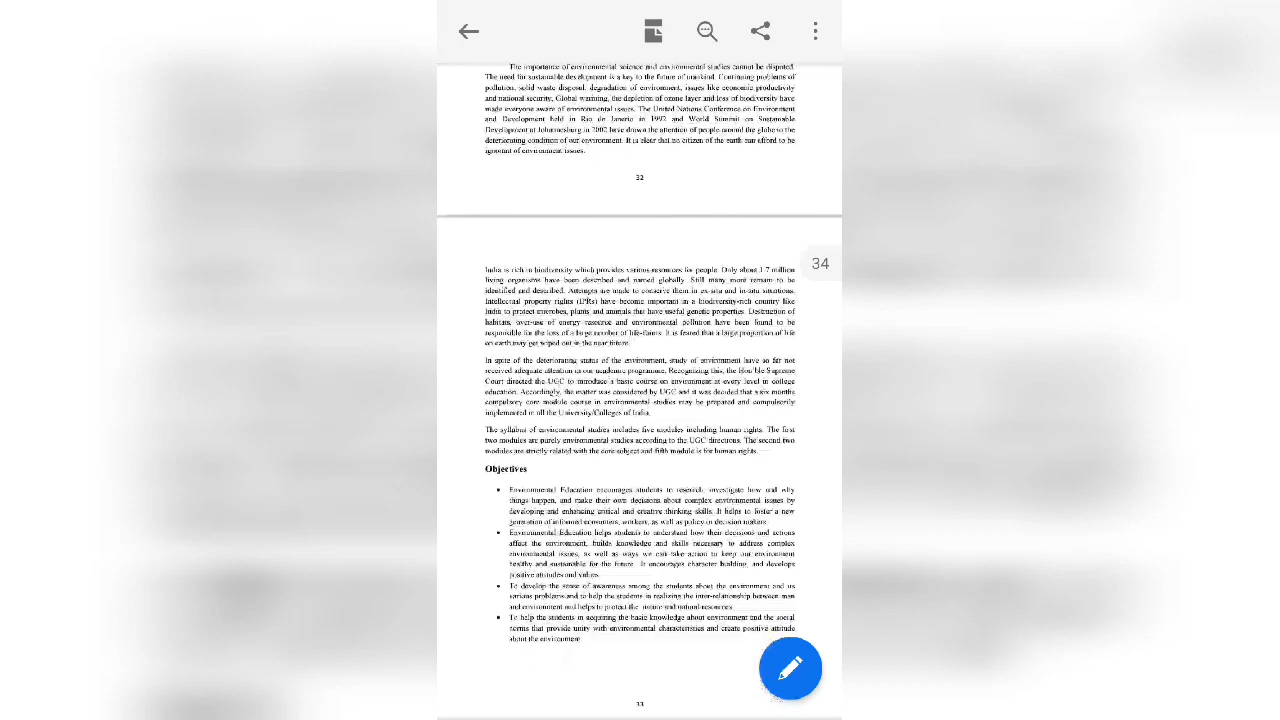 The importance of environmental science and environmental studies cannot be disputed.
The need for sustainable development is a key to the future of mankind. Continuing problems of
pollution, solid waste disposal, degradation of environment, issues like economic productivity
and national security, Global warming, the depletion of ozone layer and loss of biodiversity have
made everyone aware of environmental issues. The United Nations Conference on Environment
and Development held in Rio de Janerio in 1992 and World Summit on Sustainable
Development at Johannesburg in 2002 have drawn the attention of people around the globe to the
deteriorating condition of our environment. It is clear that no citizen of the earth can afford to be
ignorant of environment issues.
32
34
India is rich in biodiversity which provides various resources for people. Only about 1.7 million
living organisms have been described and named globally. Still many more remain to be
identified and described. Attempts are made to conserve them in ex-situ and in-situ situations.
Intellectual property rights (IPRs) have become important in a biodiversity-rich country like
India to protect microbes, plants and animals that have useful genetic properties. Destruction of
habitats, over-use of energy resource and environmental pollution have been found to be
responsible for the loss of a large number of life-forms. It is feared that a large proportion of life
on earth may get wiped out in the near future.
In spite of the deteriorating status of the environment, study of environment have so far not
received adequate attention in our academic programme. Recognizing this, the Hon'ble Supreme
Court directed the UGC to introduce a basic course on environment at every level in college
education. Accordingly, the matter was considered by UGC and it was decided that a six months
compulsory core module course in environmental studies may be prepared and compulsorily
implemented in all the University/Colleges of India.
The syllabus of environmental studies includes five modules including human rights. The first
two modules are purely environmental studies according to the UGC directions. The second two
modules are strictly related with the core subject and fifth module is for human rights.
Objectives
• Environmental Education encourages students to research, investigate how and why
things happen, and make their own decisions about complex environmental issues by
developing and enhancing critical and creative thinking skills. It helps to foster a new
generation of informed consumers, workers, as well as policy or decision makers.
• Environmental Education helps students to understand how their decisions and actions
affect the environment, builds knowledge and skills necessary to address complex
environmental issues, as well as ways we can take action to keep our environment
healthy and sustainable for the future. It encourages character building, and develops
positive attitudes and values.
• To develop the sense of awareness among the students about the environment and its
various problems and to help the students in realizing the inter-relationship between man
and environment and helps to protect the nature and natural resources.
• To help the students in acquiring the basic knowledge about environment and the social
norms that provide unity with environmental characteristics and create positive attitude
about the environment.
33